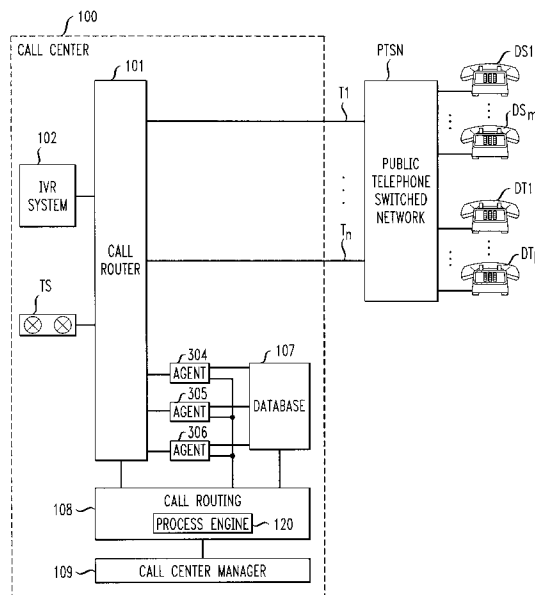 100
CALL CENTER
101
PTSN
DS1
T1
DSm
102
IVR
SYSTEM
PUBLIC
TELEPHONE
SWITCHED
NETWORK
DT1
CALL
ROUTER
Tn
TS
304
AGENT
107
305
AGENT
DATABASE
306
AGENT
CALL ROUTING
108
PROCESS ENGINE
120
109
CALL CENTER MANAGER